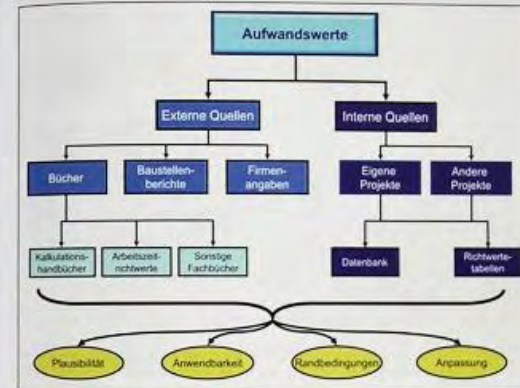 Aufwandswerte
Externe Quellen
Interne Quellen
Bücher
Baustellen-
berichte
Firmen-
angaben
Eigene
Projekte
Andere
Projekte
Kalkulations-
handbücher
Arbeitszeit-
richtwerte
Sonstige
Fachbücher
Datenbank
Richtwerte-
tabellen
Plausibilität
Anwendbarkeit
Randbedingungen
Anpassung